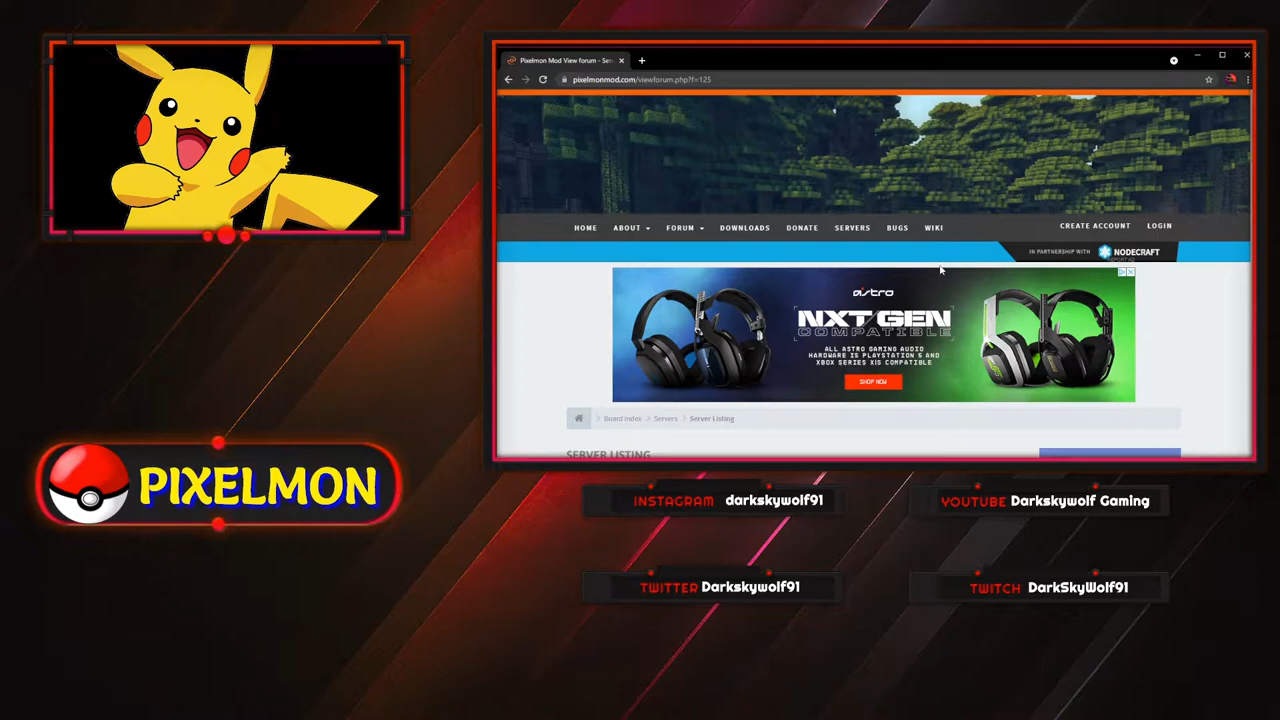 Pixelmon Mod View forum - Ser
pixelmonmod.com/viewforum.php?f=125
HOME ABOUT FORUM DOWNLOADS DONATE SERVERS BUGS WIKI CREATE ACCOUNT LOGIN
IN PARTNERSHIP WITH NODECRAFT
ASTRO
NXT GEN
COMPATIBLE
ALL ASTRO GAMING AUDIO
HARDWARE IS PLAYSTATION 5 AND
XBOX SERIES X|S COMPATIBLE
SHOP NOW
Board index Servers Server Listing
SERVER LISTING
PIXELMON
INSTAGRAM darkskywolf91
YOUTUBE Darkskywolf Gaming
TWITTER Darkskywolf91
TWITCH DarkSkyWolf91